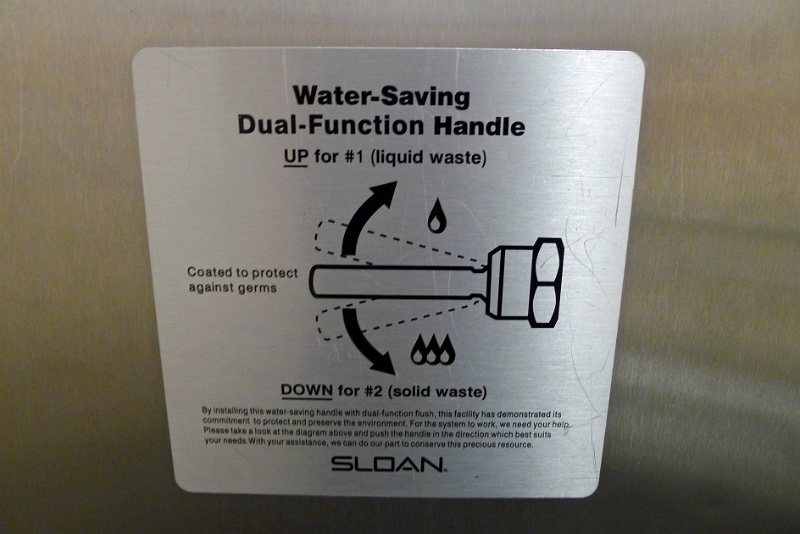 Water-Saving
Dual-Function Handle
UP for #1 (liquid waste)
Coated to protect
against germs
DOWN for #2 (solid waste)
By installing this water-saving handle with dual-function flush, this facility has demonstrated its
commitment to protect and preserve the environment. For the system to work, we need your help.
Please take a look at the diagram above and push the handle in the direction which best suits
your needs. With your assistance, we can do our part to conserve this precious resource.
SLOAN.